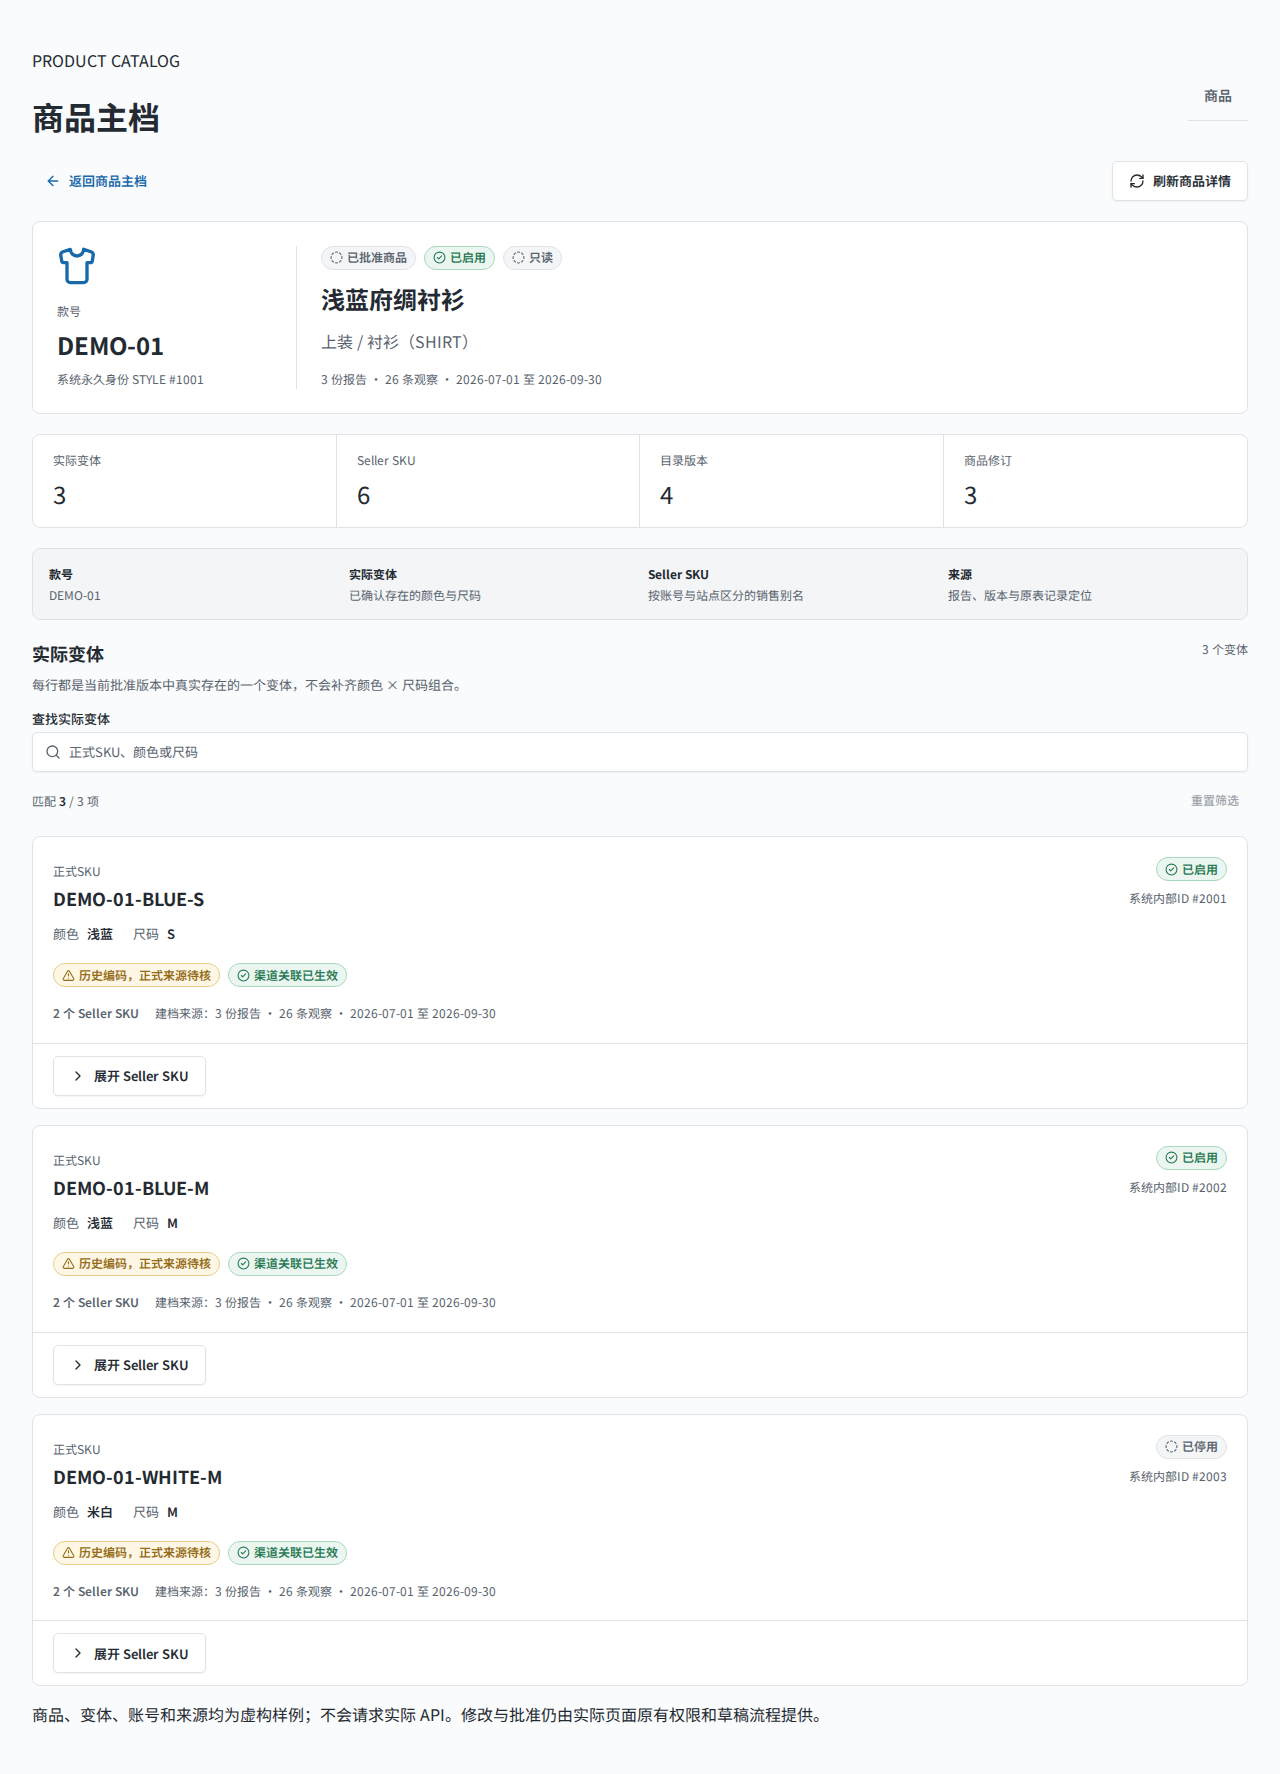 PRODUCT CATALOG
商品主档
商品
返回商品主档
刷新商品详情
款号
DEMO-01
系统永久身份 STYLE #1001
已批准商品
已启用
只读
浅蓝府绸衬衫
上装 / 衬衫（SHIRT）
3 份报告 · 26 条观察 · 2026-07-01 至 2026-09-30
实际变体
3
Seller SKU
6
目录版本
4
商品修订
3
款号
DEMO-01
实际变体
已确认存在的颜色与尺码
Seller SKU
按账号与站点区分的销售别名
来源
报告、版本与原表记录定位
实际变体
3 个变体
每行都是当前批准版本中真实存在的一个变体，不会补齐颜色 × 尺码组合。
查找实际变体
正式SKU、颜色或尺码
匹配 3 / 3 项
重置筛选
正式SKU
已启用
DEMO-01-BLUE-S
系统内部ID #2001
颜色 浅蓝 尺码 S
历史编码，正式来源待核
渠道关联已生效
2 个 Seller SKU 建档来源：3 份报告 · 26 条观察 · 2026-07-01 至 2026-09-30
展开 Seller SKU
正式SKU
已启用
DEMO-01-BLUE-M
系统内部ID #2002
颜色 浅蓝 尺码 M
历史编码，正式来源待核
渠道关联已生效
2 个 Seller SKU 建档来源：3 份报告 · 26 条观察 · 2026-07-01 至 2026-09-30
展开 Seller SKU
正式SKU
已停用
DEMO-01-WHITE-M
系统内部ID #2003
颜色 米白 尺码 M
历史编码，正式来源待核
渠道关联已生效
2 个 Seller SKU 建档来源：3 份报告 · 26 条观察 · 2026-07-01 至 2026-09-30
展开 Seller SKU
商品、变体、账号和来源均为虚构样例；不会请求实际 API。修改与批准仍由实际页面原有权限和草稿流程提供。